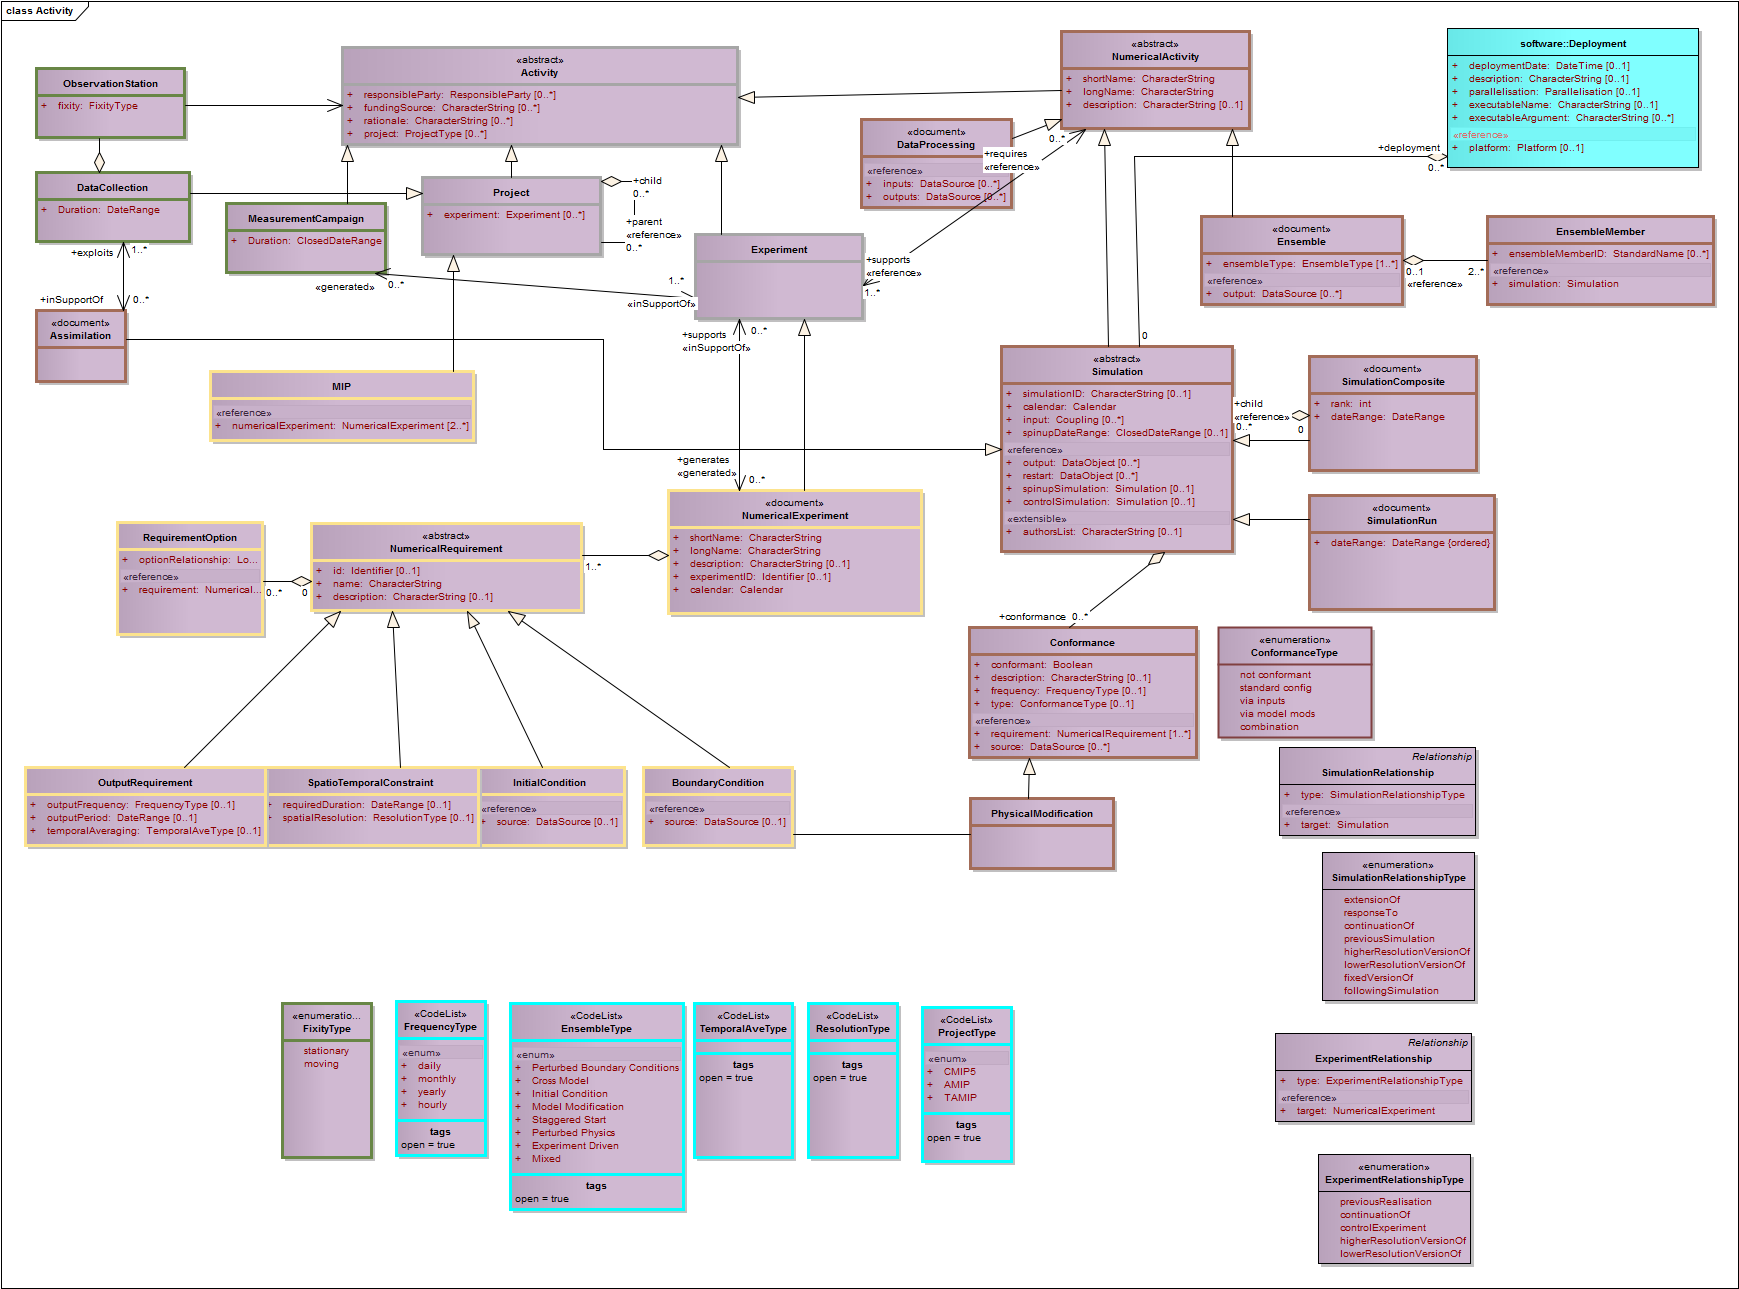 class Activity
ObservationStation
+ fixity: FixityType
«abstract»
Activity
+ responsibleParty: ResponsibleParty [0..*]
+ fundingSource: CharacterString [0..*]
+ rationale: CharacterString [0..*]
+ project: ProjectType [0..*]
«abstract»
NumericalActivity
+ shortName: CharacterString
+ longName: CharacterString
+ description: CharacterString [0..1]
software::Deployment
+ deploymentDate: DateTime [0..1]
+ description: CharacterString [0..1]
+ parallelisation: Parallelisation [0..1]
+ executableName: CharacterString [0..1]
+ executableArgument: CharacterString [0..*]
«reference»
+ platform: Platform [0..1]
+deployment
0..*
«document»
DataProcessing
«reference»
+ inputs: DataSource [0..*]
+ outputs: DataSource [0..*]
+requires
«reference»
0..*
DataCollection
+ Duration: DateRange
MeasurementCampaign
+ Duration: ClosedDateRange
Project
+ experiment: Experiment [0..*]
+child
0..*
+parent
«reference»
0..*
Experiment
+supports
«reference»
1..*
«document»
Ensemble
+ ensembleType: EnsembleType [1..*]
«reference»
+ output: DataSource [0..*]
0..1
«reference»
2..*
EnsembleMember
+ ensembleMemberID: StandardName [0..*]
«reference»
+ simulation: Simulation
+exploits
1..*
+inSupportOf
0..*
«generated»
0..*
1..*
«inSupportOf»
«document»
Assimilation
+supports
«inSupportOf»
0..*
0
MIP
«reference»
+ numericalExperiment: NumericalExperiment [2..*]
«abstract»
Simulation
+ simulationID: CharacterString [0..1]
+ calendar: Calendar
+ input: Coupling [0..*]
+ spinupDateRange: ClosedDateRange [0..1]
«reference»
+ output: DataObject [0..*]
+ restart: DataObject [0..*]
+ spinupSimulation: Simulation [0..1]
+ controlSimulation: Simulation [0..1]
«extensible»
+ authorsList: CharacterString [0..1]
+child
«reference»
0..*
0
«document»
SimulationComposite
+ rank: int
+ dateRange: DateRange
«document»
SimulationRun
+ dateRange: DateRange {ordered}
+generates
«generated»
0..*
«document»
NumericalExperiment
+ shortName: CharacterString
+ longName: CharacterString
+ description: CharacterString [0..1]
+ experimentID: Identifier [0..1]
+ calendar: Calendar
RequirementOption
+ optionRelationship: Lo...
«reference»
+ requirement: Numerical...
0..*
0
«abstract»
NumericalRequirement
+ id: Identifier [0..1]
+ name: CharacterString
+ description: CharacterString [0..1]
1..*
+conformance 0..*
Conformance
+ conformant: Boolean
+ description: CharacterString [0..1]
+ frequency: FrequencyType [0..1]
+ type: ConformanceType [0..1]
«reference»
+ requirement: NumericalRequirement [1..*]
+ source: DataSource [0..*]
«enumeration»
ConformanceType
not conformant
standard config
via inputs
via model mods
combination
OutputRequirement
+ outputFrequency: FrequencyType [0..1]
+ outputPeriod: DateRange [0..1]
+ temporalAveraging: TemporalAveType [0..1]
SpatioTemporalConstraint
+ requiredDuration: DateRange [0..1]
+ spatialResolution: ResolutionType [0..1]
InitialCondition
«reference»
+ source: DataSource [0..1]
BoundaryCondition
«reference»
+ source: DataSource [0..1]
PhysicalModification
Relationship
SimulationRelationship
+ type: SimulationRelationshipType
«reference»
+ target: Simulation
«enumeration»
SimulationRelationshipType
extensionOf
responseTo
continuationOf
previousSimulation
higherResolutionVersionOf
lowerResolutionVersionOf
fixedVersionOf
followingSimulation
«enumeratio...
FixityType
stationary
moving
«CodeList»
FrequencyType
«enum»
+ daily
+ monthly
+ yearly
+ hourly
tags
open = true
«CodeList»
EnsembleType
«enum»
+ Perturbed Boundary Conditions
+ Cross Model
+ Initial Condition
+ Model Modification
+ Staggered Start
+ Perturbed Physics
+ Experiment Driven
+ Mixed
tags
open = true
«CodeList»
TemporalAveType
tags
open = true
«CodeList»
ResolutionType
tags
open = true
«CodeList»
ProjectType
«enum»
+ CMIP5
+ AMIP
+ TAMIP
tags
open = true
Relationship
ExperimentRelationship
+ type: ExperimentRelationshipType
«reference»
+ target: NumericalExperiment
«enumeration»
ExperimentRelationshipType
previousRealisation
continuationOf
controlExperiment
higherResolutionVersionOf
lowerResolutionVersionOf